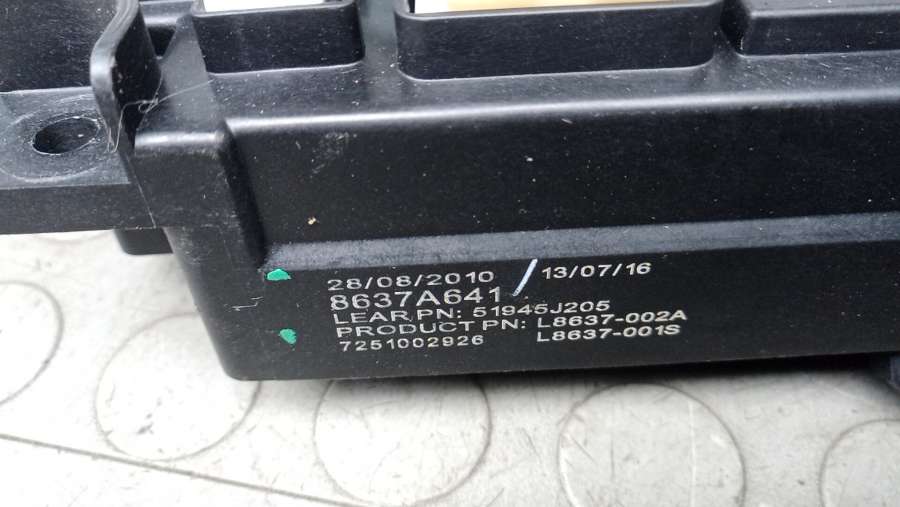 28/08/2010 13/07/16
8637A641
LEAR PN: 51945J205
PRODUCT PN: L8637-002A
7251002926 L8637-001S